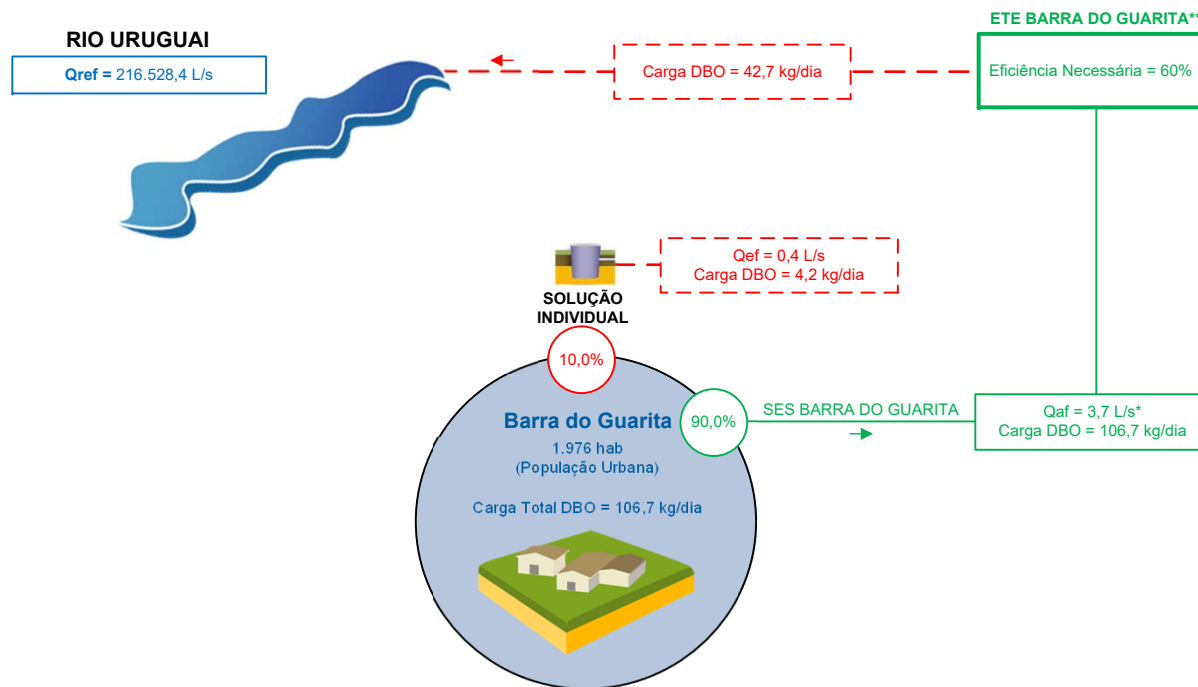 ETE BARRA DO GUARITA**
RIO URUGUAI
Qref = 216.528,4 L/s
Carga DBO = 42,7 kg/dia
Eficiência Necessária = 60%
Qef = 0,4 L/s
Carga DBO = 4,2 kg/dia
SOLUÇÃO
INDIVIDUAL
10,0%
Barra do Guarita
1.976 hab
(População Urbana)
Carga Total DBO = 106,7 kg/dia
90,0%
SES BARRA DO GUARITA
Qaf = 3,7 L/s*
Carga DBO = 106,7 kg/dia